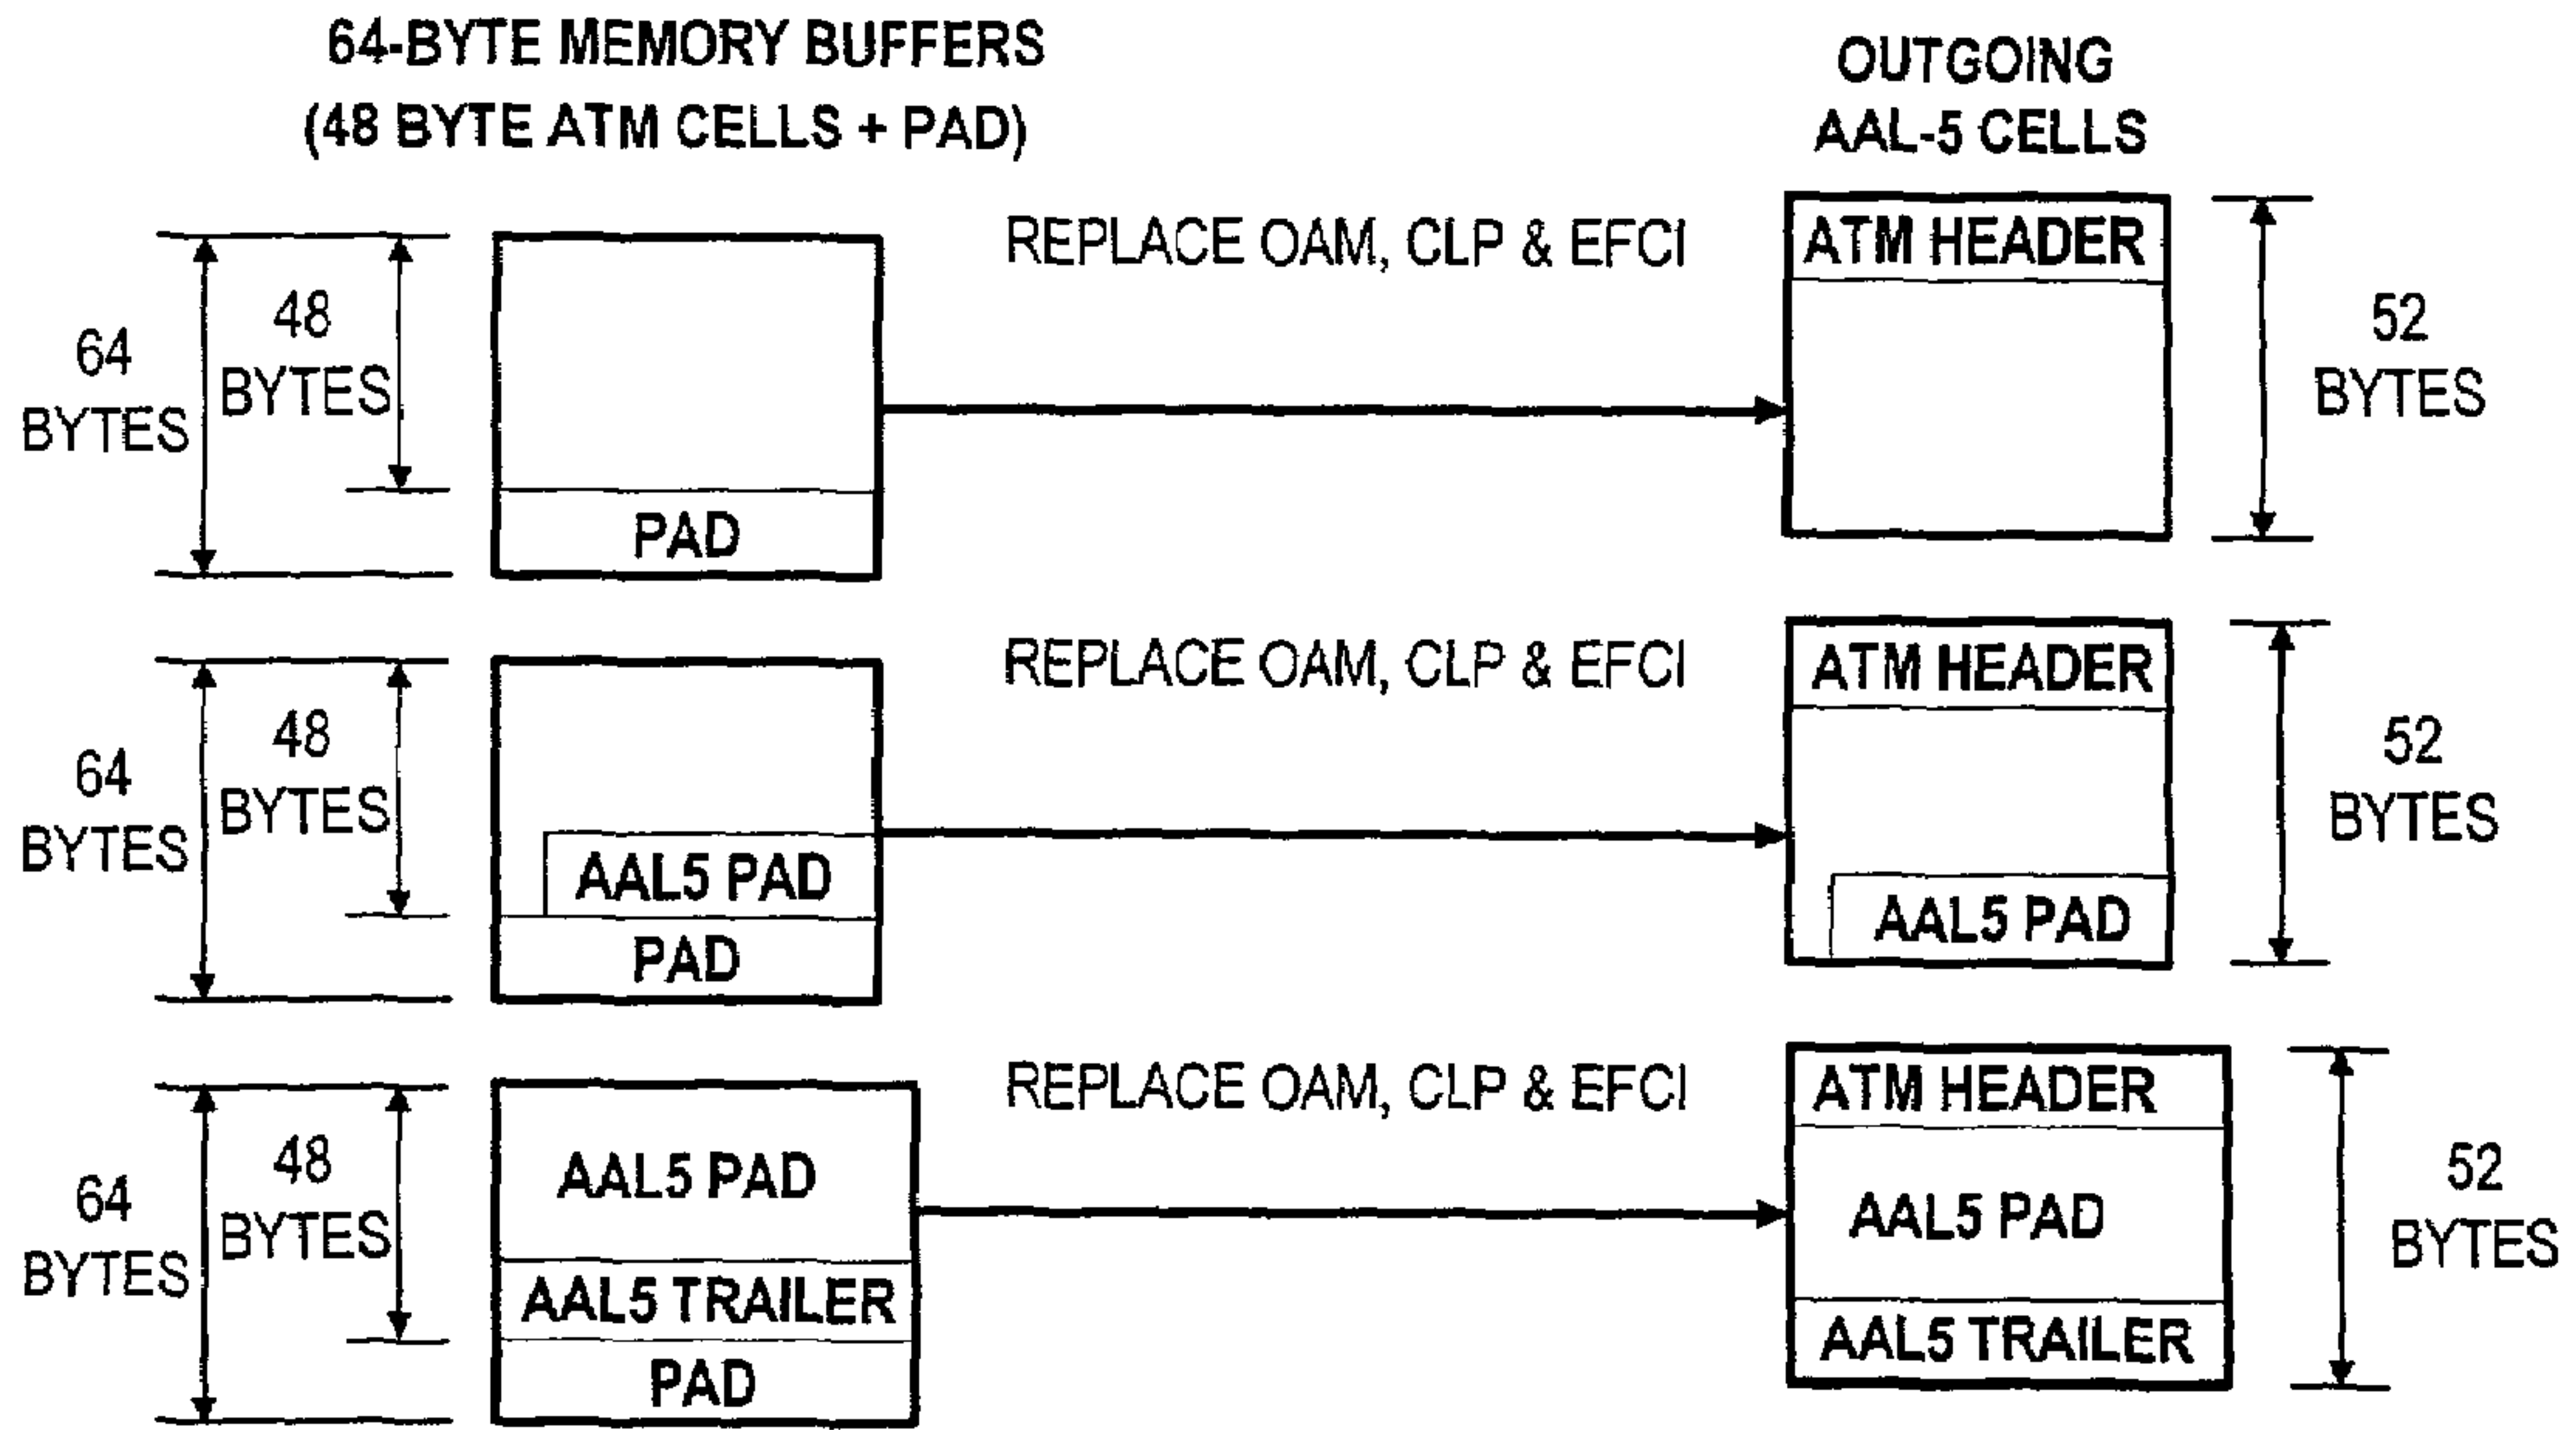 64-BYTE MEMORY BUFFERS
(48 BYTE ATM CELLS + PAD)
OUTGOING
AAL-5 CELLS
64
BYTES
48
BYTES
PAD
REPLACE OAM, CLP & EFCI
ATM HEADER
52
BYTES
64
BYTES
48
BYTES
AAL5 PAD
PAD
REPLACE OAM, CLP & EFCI
ATM HEADER
AAL5 PAD
52
BYTES
64
BYTES
48
BYTES
AAL5 PAD
AAL5 TRAILER
PAD
REPLACE OAM, CLP & EFCI
ATM HEADER
AAL5 PAD
AAL5 TRAILER
52
BYTES